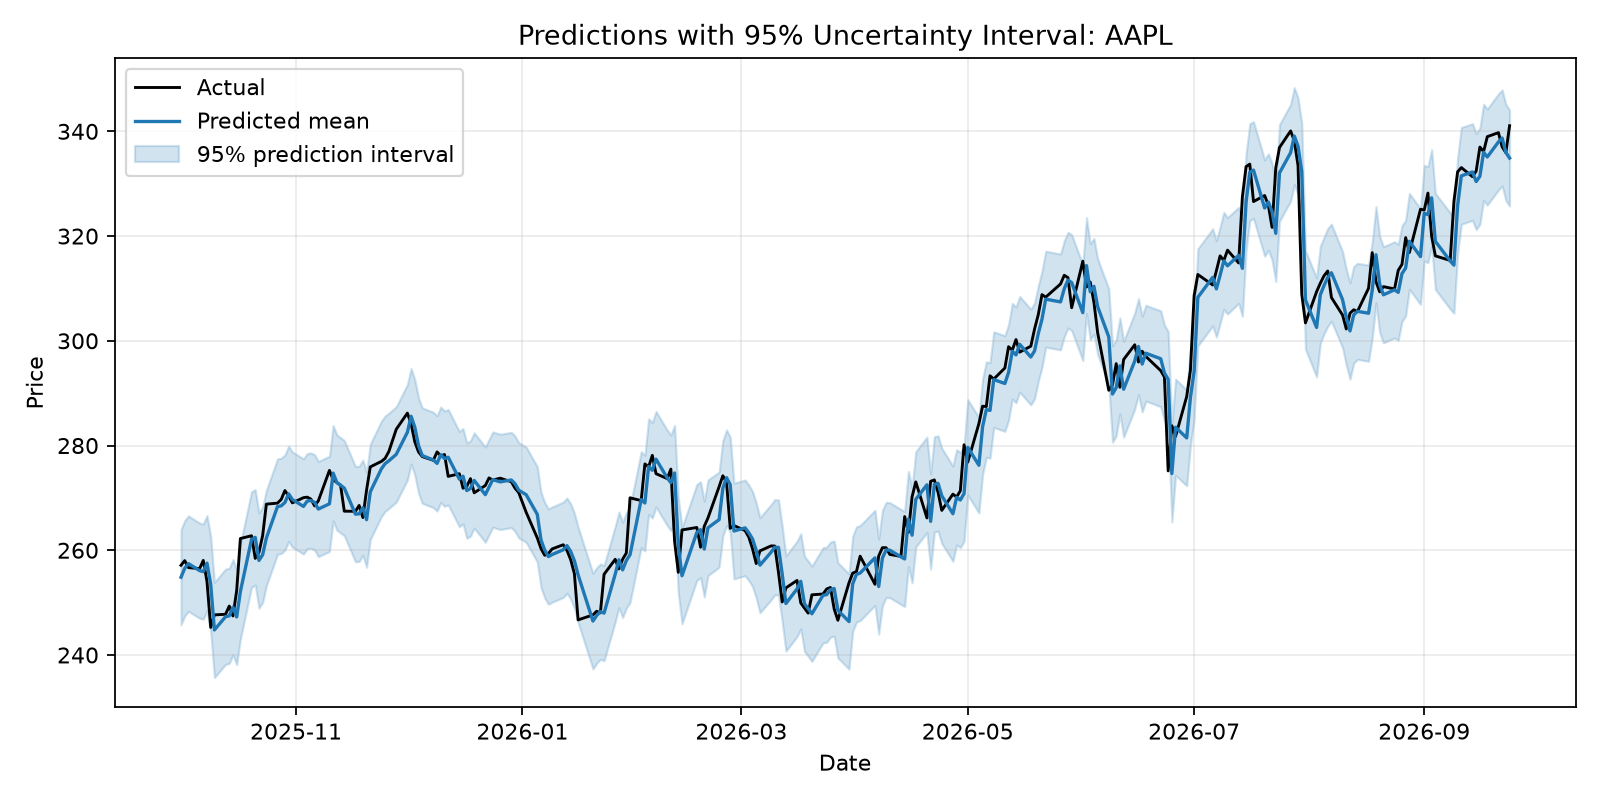 Predictions with 95% Uncertainty Interval: AAPL
Actual
Predicted mean
95% prediction interval
340
320
300
280
260
240
Price
2025-11
2026-01
2026-03
2026-05
2026-07
2026-09
Date